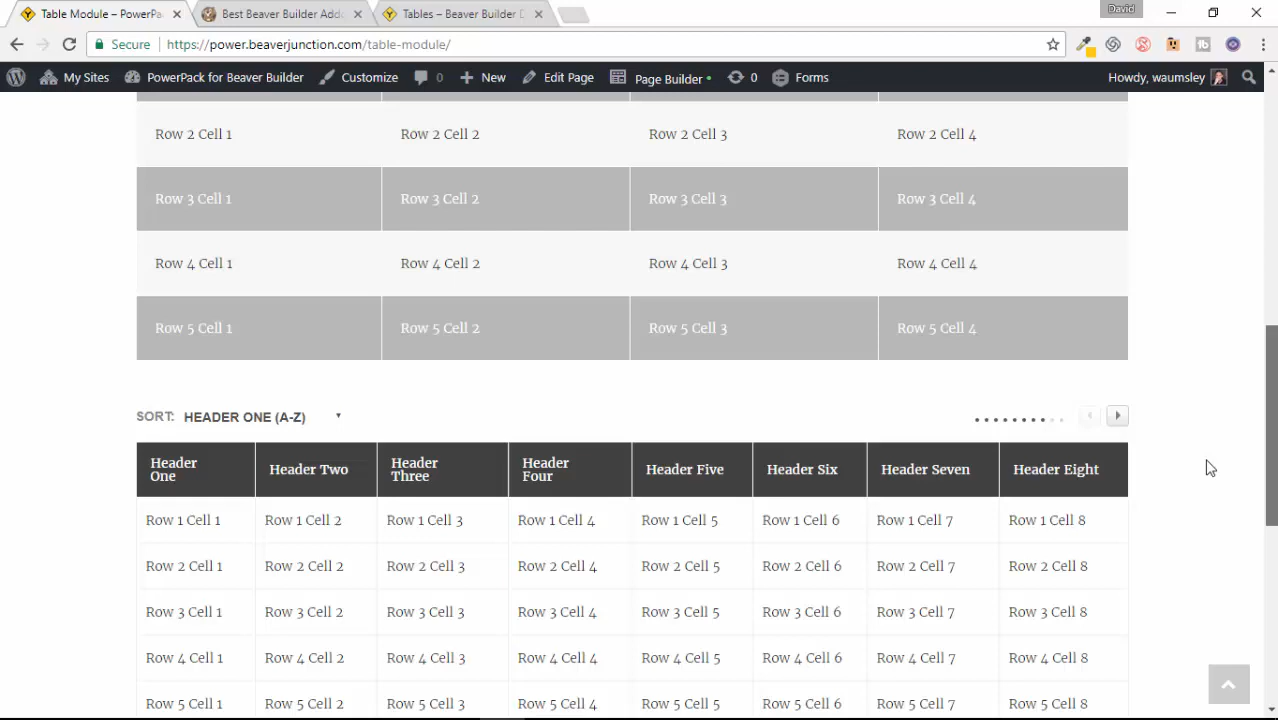 Table Module – PowerPa
Best Beaver Builder Addo
Tables – Beaver Builder D
David
Secure
https://power.beaverjunction.com/table-module/
My Sites
PowerPack for Beaver Builder
Customize
0
New
Edit Page
Page Builder
0
Forms
Howdy, waumsley
Row 2 Cell 1 Row 2 Cell 2 Row 2 Cell 3 Row 2 Cell 4
Row 3 Cell 1 Row 3 Cell 2 Row 3 Cell 3 Row 3 Cell 4
Row 4 Cell 1 Row 4 Cell 2 Row 4 Cell 3 Row 4 Cell 4
Row 5 Cell 1 Row 5 Cell 2 Row 5 Cell 3 Row 5 Cell 4
SORT: HEADER ONE (A-Z)
Header One Header Two Header Three Header Four Header Five Header Six Header Seven Header Eight
Row 1 Cell 1 Row 1 Cell 2 Row 1 Cell 3 Row 1 Cell 4 Row 1 Cell 5 Row 1 Cell 6 Row 1 Cell 7 Row 1 Cell 8
Row 2 Cell 1 Row 2 Cell 2 Row 2 Cell 3 Row 2 Cell 4 Row 2 Cell 5 Row 2 Cell 6 Row 2 Cell 7 Row 2 Cell 8
Row 3 Cell 1 Row 3 Cell 2 Row 3 Cell 3 Row 3 Cell 4 Row 3 Cell 5 Row 3 Cell 6 Row 3 Cell 7 Row 3 Cell 8
Row 4 Cell 1 Row 4 Cell 2 Row 4 Cell 3 Row 4 Cell 4 Row 4 Cell 5 Row 4 Cell 6 Row 4 Cell 7 Row 4 Cell 8
Row 5 Cell 1 Row 5 Cell 2 Row 5 Cell 3 Row 5 Cell 4 Row 5 Cell 5 Row 5 Cell 6 Row 5 Cell 7 Row 5 Cell 8